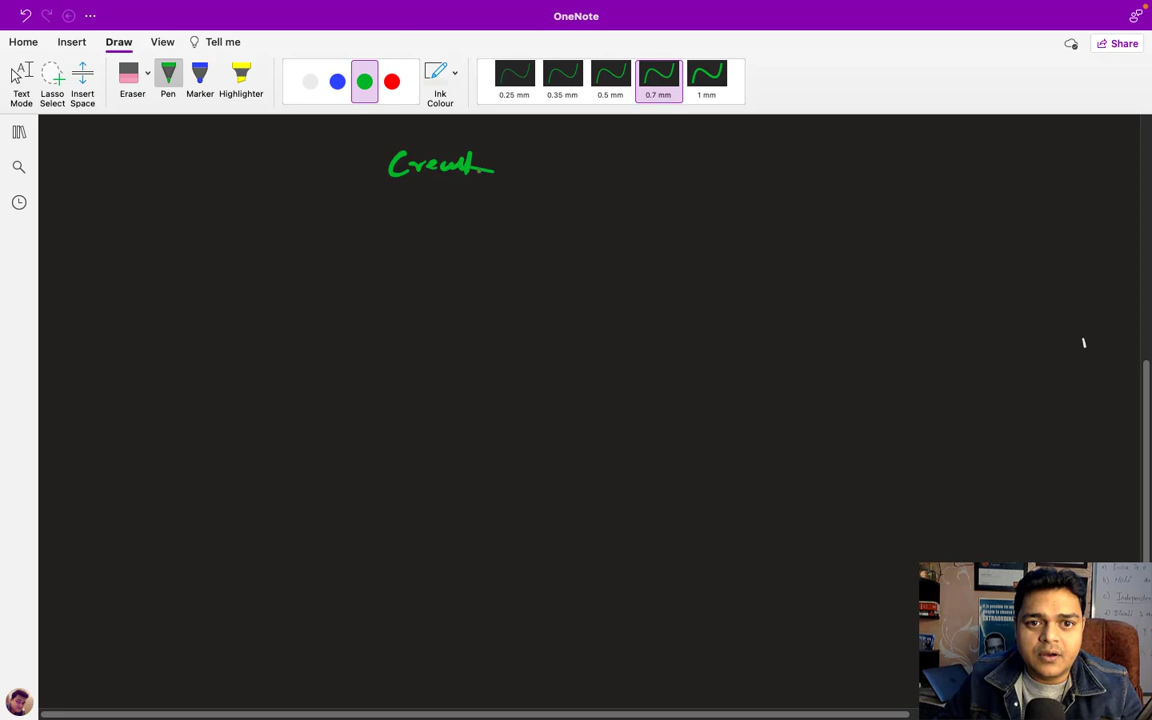 OneNote
Home Insert Draw View Tell me
Share
Text Mode
Lasso Select
Insert Space
Eraser
Pen
Marker
Highlighter
Ink Colour
0.25 mm
0.35 mm
0.5 mm
0.7 mm
1 mm
EXTRAORDINA